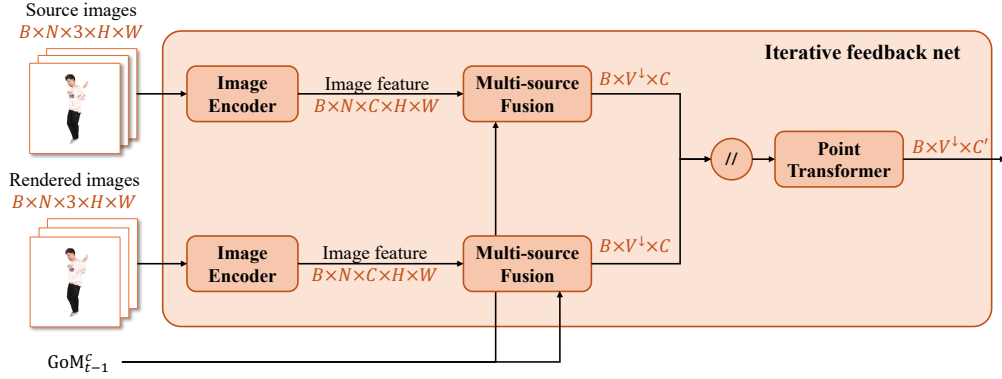 Source images
B×N×3×H×W
Iterative feedback net
Image
Encoder
Image feature
B×N×C×H×W
Multi-source
Fusion
B×V↓×C
//
Point
Transformer
B×V↓×C′
Rendered images
B×N×3×H×W
Image
Encoder
Image feature
B×N×C×H×W
Multi-source
Fusion
B×V↓×C
GoM^c_{t−1}